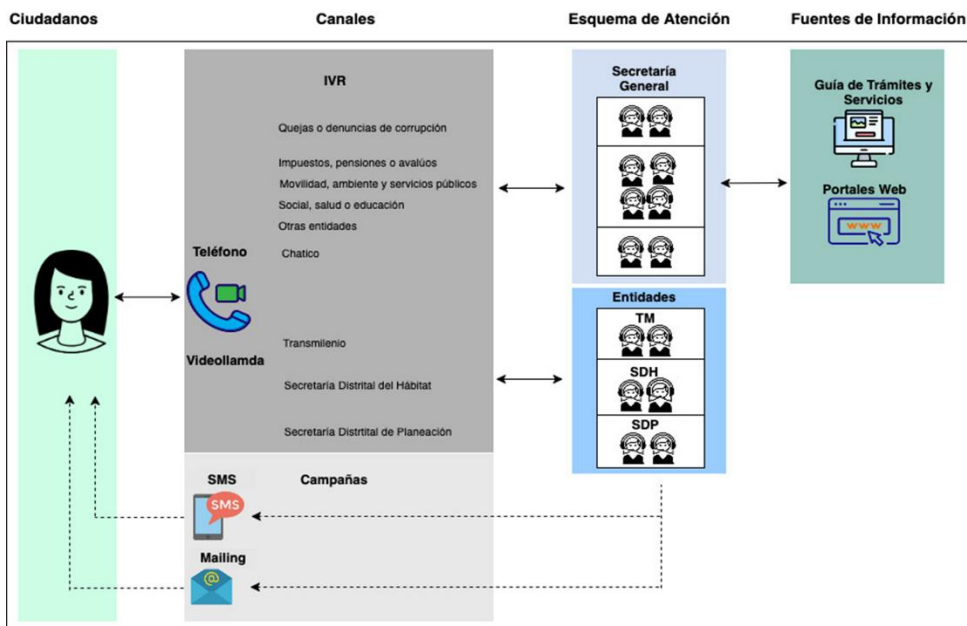 Ciudadanos
Canales
Esquema de Atención
Fuentes de Información
IVR
Quejas o denuncias de corrupción
Impuestos, pensiones o avalúos
Movilidad, ambiente y servicios públicos
Social, salud o educación
Otras entidades
Chatico
Teléfono
Videollamda
Transmilenio
Secretaría Distrital del Hábitat
Secretaría Distrtital de Planeación
SMS
Campañas
SMS
Mailing
@
Secretaría
General
Entidades
TM
SDH
SDP
Guía de Trámites y
Servicios
Portales Web
www